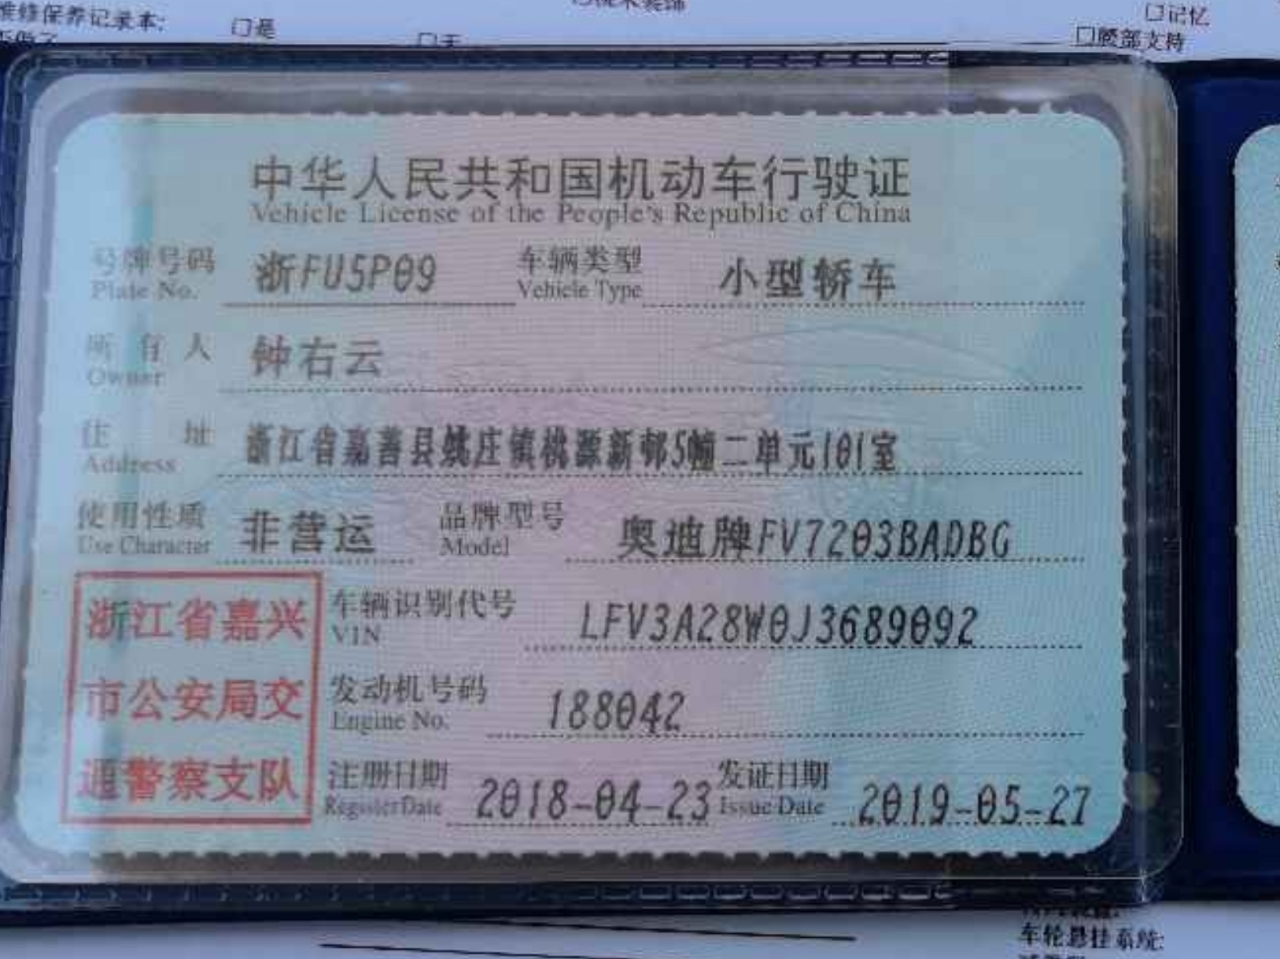 维修保养记录本: □是
□无
□记忆
□腰部支持
中华人民共和国机动车行驶证
Vehicle License of the People's Republic of China
号牌号码 浙FU5P09 车辆类型 小型轿车
Plate No. Vehicle Type
所有人 钟右云
Owner
住址 浙江省嘉善县姚庄镇桃源新邨5幢二单元101室
Address
使用性质 非营运 品牌型号 奥迪牌FV7203BADBG
Use Character Model
浙江省嘉兴
市公安局交
通警察支队
车辆识别代号 LFV3A28W0J3689092
VIN
发动机号码 188042
Engine No.
注册日期 2018-04-23 发证日期 2019-05-27
Register Date Issue Date
车轮悬挂系统: